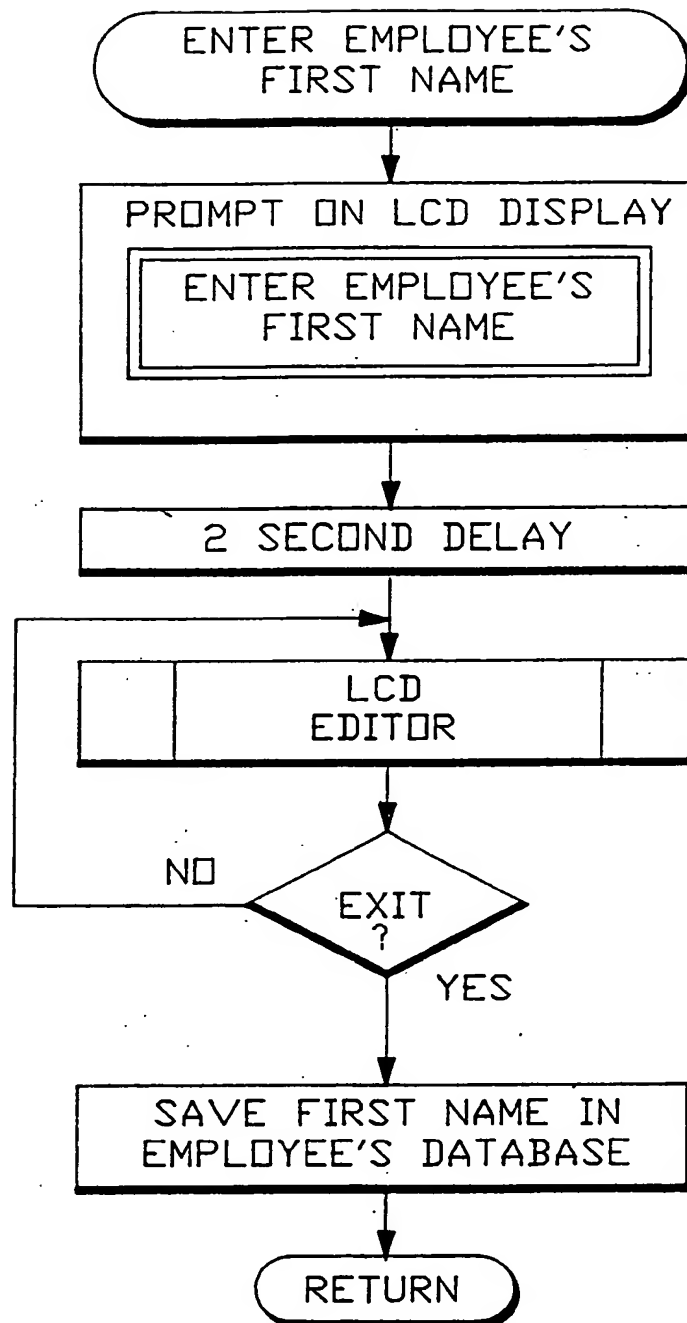 ENTER EMPLOYEE'S
FIRST NAME
PROMPT ON LCD DISPLAY
ENTER EMPLOYEE'S
FIRST NAME
2 SECOND DELAY
LCD
EDITOR
NO
EXIT
?
YES
SAVE FIRST NAME IN
EMPLOYEE'S DATABASE
RETURN